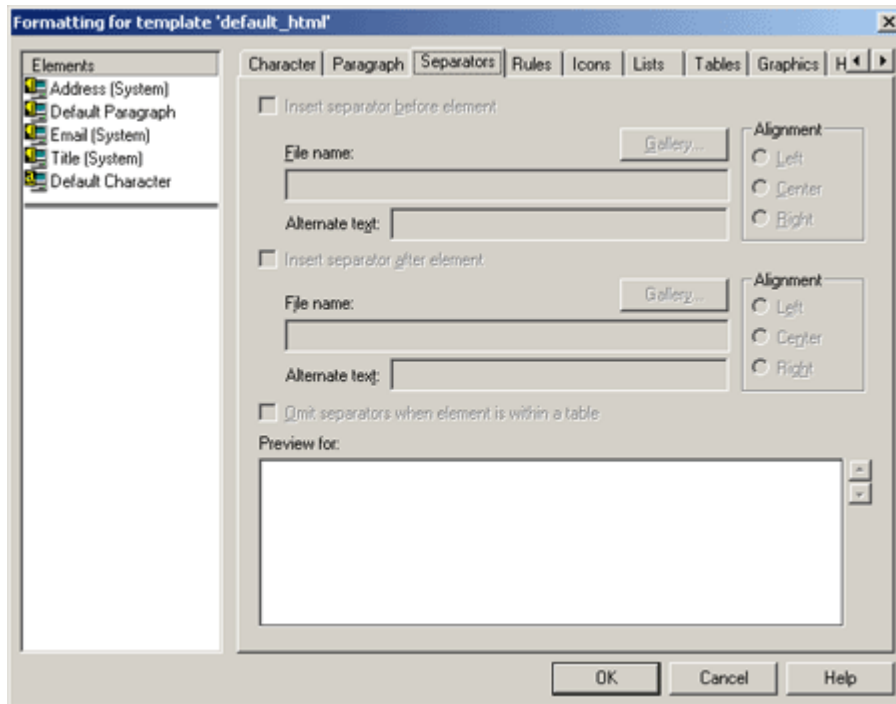 Formatting for template 'default_html'
Elements
Address (System)
Default Paragraph
Email (System)
Title (System)
Default Character
Character Paragraph Separators Rules Icons Lists Tables Graphics H
Insert separator before element
File name:
Gallery...
Alternate text:
Alignment
Left
Center
Right
Insert separator after element
File name:
Gallery...
Alternate text:
Alignment
Left
Center
Right
Omit separators when element is within a table
Preview for:
OK Cancel Help